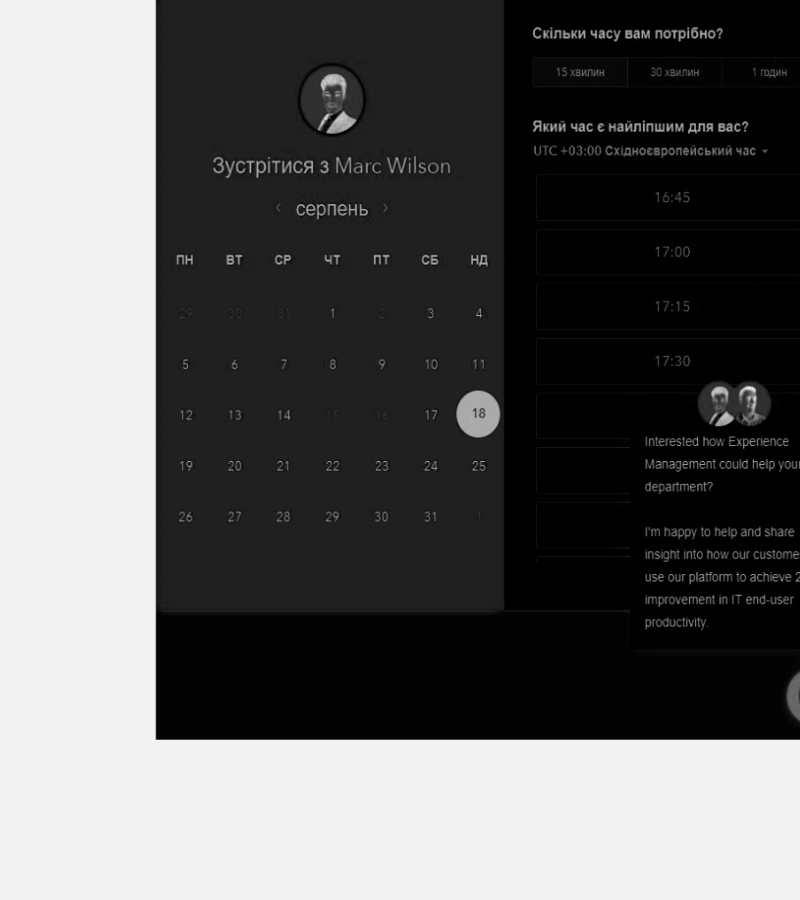 Зустрітися з Marc Wilson
‹ серпень ›
ПН ВТ СР ЧТ ПТ СБ НД
29 30 31 1 2 3 4
5 6 7 8 9 10 11
12 13 14 15 16 17 18
19 20 21 22 23 24 25
26 27 28 29 30 31 1
Скільки часу вам потрібно?
15 хвилин 30 хвилин 1 годин
Який час є найліпшим для вас?
UTC +03:00 Східноєвропейський час
16:45
17:00
17:15
17:30
Interested how Experience
Management could help your
department?
I'm happy to help and share
insight into how our custome
use our platform to achieve 2
improvement in IT end-user
productivity.